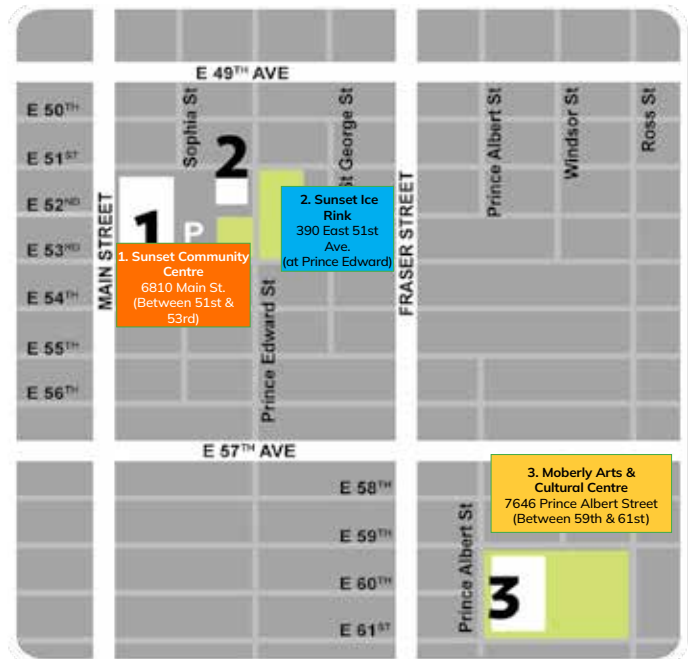 E 49TH AVE
E 50TH
E 51ST
E 52ND
E 53RD
E 54TH
E 55TH
E 56TH
MAIN STREET
Sophia St
2
St George St
FRASER STREET
Prince Albert St
Windsor St
Ross St
1
P
2. Sunset Ice
Rink
390 East 51st
Ave.
(at Prince Edward)
1. Sunset Community
Centre
6810 Main St.
(Between 51st &
53rd)
Prince Edward St
E 57TH AVE
E 58TH
E 59TH
E 60TH
E 61ST
3. Moberly Arts &
Cultural Centre
7646 Prince Albert Street
(Between 59th & 61st)
Prince Albert St
3